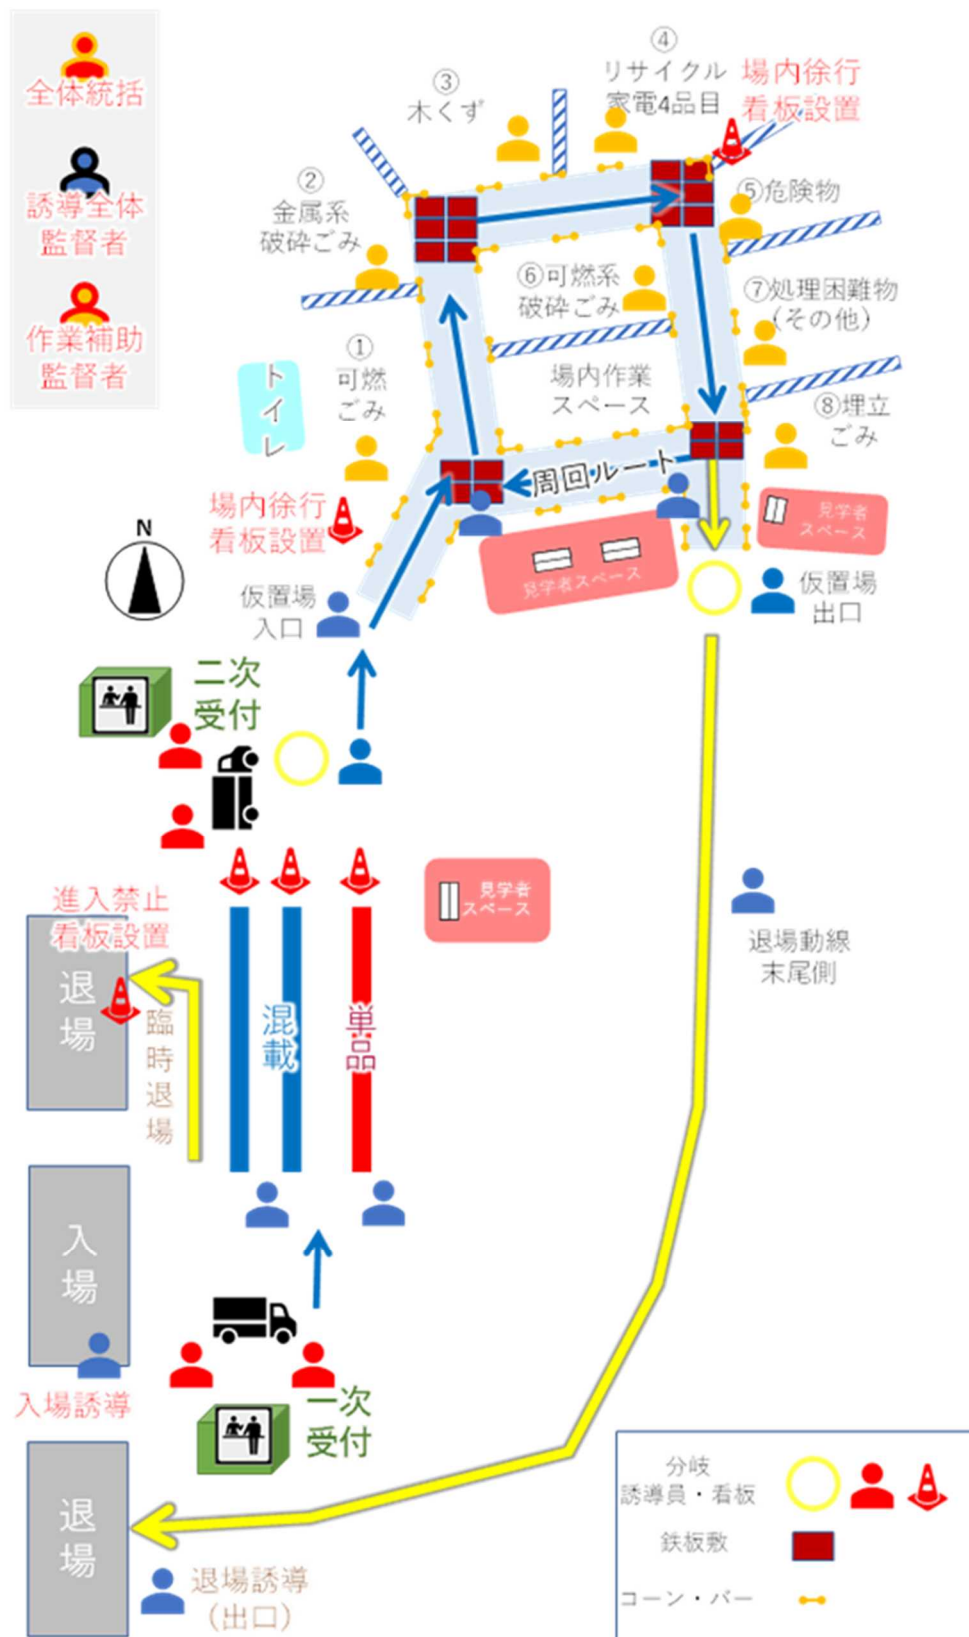 全体統括
誘導全体
監督者
作業補助
監督者
④
リサイクル
家電4品目
場内徐行
看板設置
③
木くず
②
金属系
破砕ごみ
⑤危険物
⑥可燃系
破砕ごみ
⑦処理困難物
(その他)
①
可燃
ごみ
場内作業
スペース
⑧埋立
ごみ
トイレ
周回ルート
場内徐行
看板設置
見学者
スペース
見学者スペース
N
仮置場
入口
仮置場
出口
二次
受付
見学者
スペース
進入禁止
看板設置
退場
臨時退場
混載
単品
退場動線
末尾側
入場
入場誘導
一次
受付
退場
退場誘導
(出口)
分岐
誘導員・看板
鉄板敷
コーン・バー